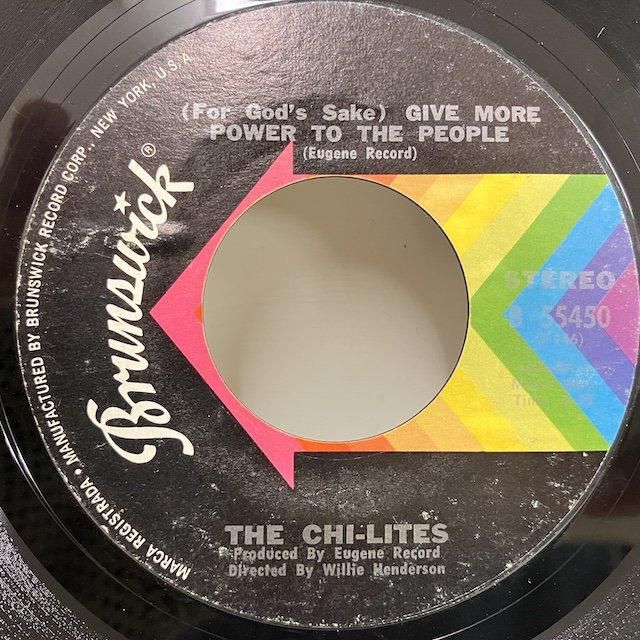 (For God's Sake) GIVE MORE
POWER TO THE PEOPLE
(Eugene Record)
Brunswick®
MARCA REGISTRADA • MANUFACTURED BY BRUNSWICK RECORD CORP., NEW YORK, U.S.A.
STEREO
55450
THE CHI-LITES
Produced By Eugene Record
Directed By Willie Henderson